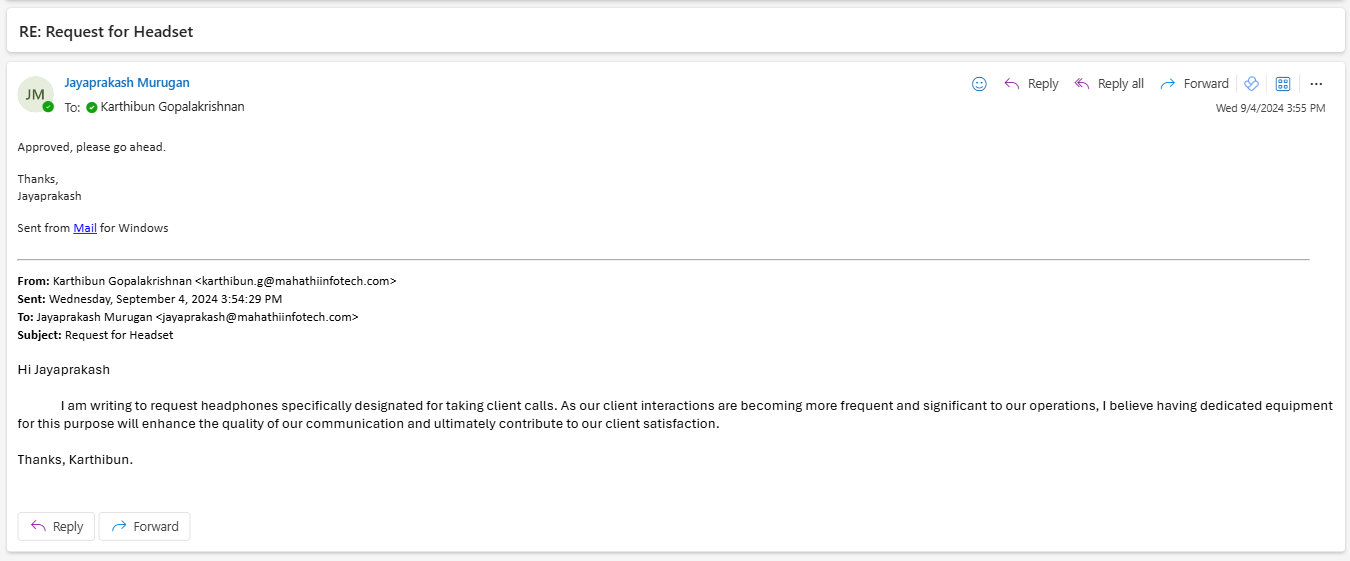 RE: Request for Headset
JM
Jayaprakash Murugan
To: Karthibun Gopalakrishnan
Reply
Reply all
Forward
Wed 9/4/2024 3:55 PM
Approved, please go ahead.
Thanks,
Jayaprakash
Sent from Mail for Windows
From: Karthibun Gopalakrishnan <karthibun.g@mahathiinfotech.com>
Sent: Wednesday, September 4, 2024 3:54:29 PM
To: Jayaprakash Murugan <jayaprakash@mahathiinfotech.com>
Subject: Request for Headset
Hi Jayaprakash
I am writing to request headphones specifically designated for taking client calls. As our client interactions are becoming more frequent and significant to our operations, I believe having dedicated equipment
for this purpose will enhance the quality of our communication and ultimately contribute to our client satisfaction.
Thanks, Karthibun.
Reply
Forward